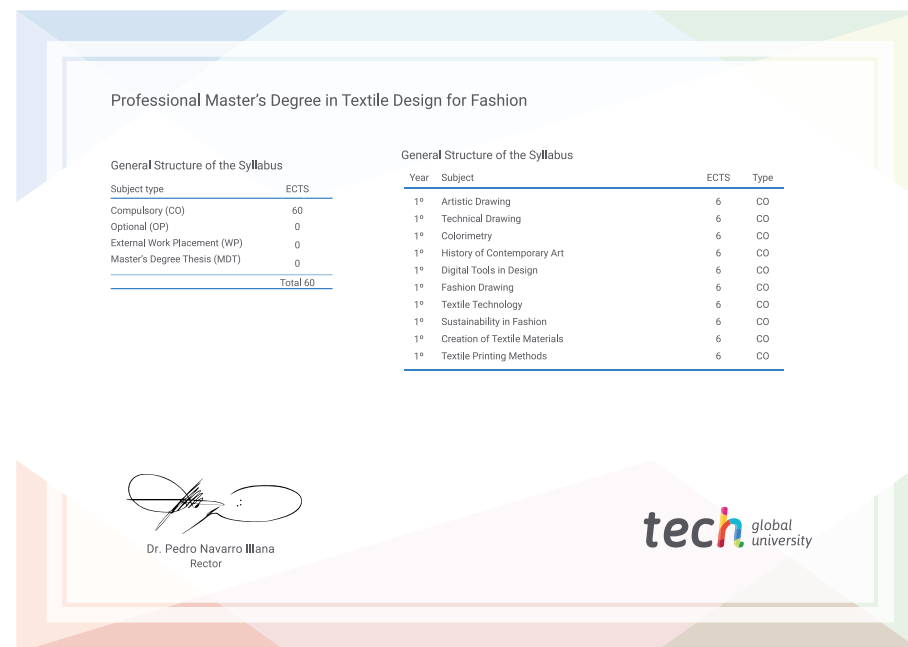 Professional Master's Degree in Textile Design for Fashion
General Structure of the Syllabus
Subject type ECTS
Compulsory (CO) 60
Optional (OP) 0
External Work Placement (WP) 0
Master's Degree Thesis (MDT) 0
Total 60
General Structure of the Syllabus
Year Subject ECTS Type
1º Artistic Drawing 6 CO
1º Technical Drawing 6 CO
1º Colorimetry 6 CO
1º History of Contemporary Art 6 CO
1º Digital Tools in Design 6 CO
1º Fashion Drawing 6 CO
1º Textile Technology 6 CO
1º Sustainability in Fashion 6 CO
1º Creation of Textile Materials 6 CO
1º Textile Printing Methods 6 CO
Dr. Pedro Navarro Illana
Rector
tech global
university